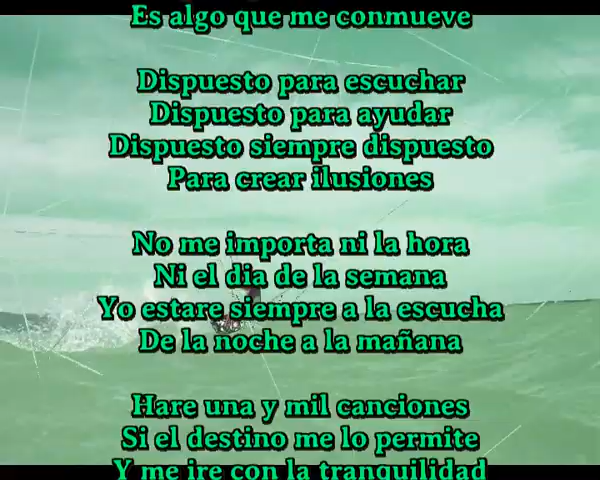 Es algo que me conmueve
Dispuesto para escuchar
Dispuesto para ayudar
Dispuesto siempre dispuesto
Para crear ilusiones
No me importa ni la hora
Ni el dia de la semana
Yo estare siempre a la escucha
De la noche a la mañana
Hare una y mil canciones
Si el destino me lo permite
Y me ire con la tranquilidad